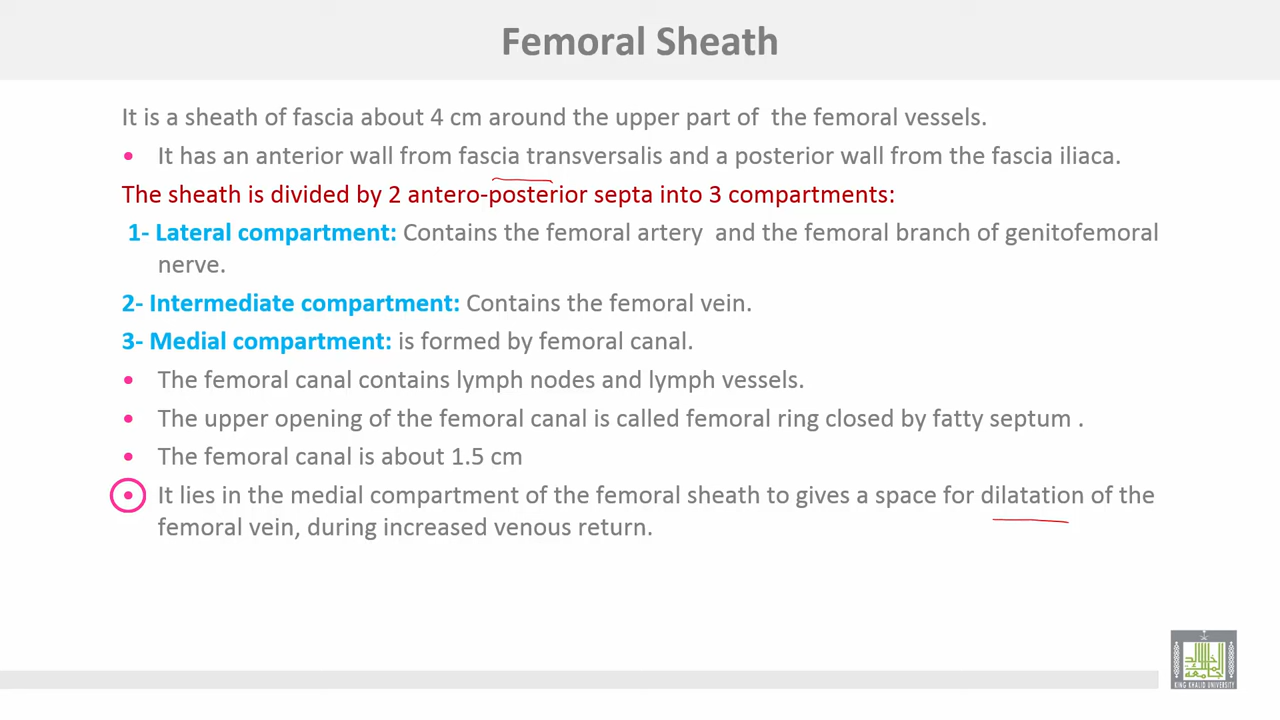 Femoral Sheath
It is a sheath of fascia about 4 cm around the upper part of the femoral vessels.
• It has an anterior wall from fascia transversalis and a posterior wall from the fascia iliaca.
The sheath is divided by 2 antero-posterior septa into 3 compartments:
1- Lateral compartment: Contains the femoral artery and the femoral branch of genitofemoral
nerve.
2- Intermediate compartment: Contains the femoral vein.
3- Medial compartment: is formed by femoral canal.
• The femoral canal contains lymph nodes and lymph vessels.
• The upper opening of the femoral canal is called femoral ring closed by fatty septum .
• The femoral canal is about 1.5 cm
• It lies in the medial compartment of the femoral sheath to gives a space for dilatation of the
femoral vein, during increased venous return.
KING KHALID UNIVERSITY